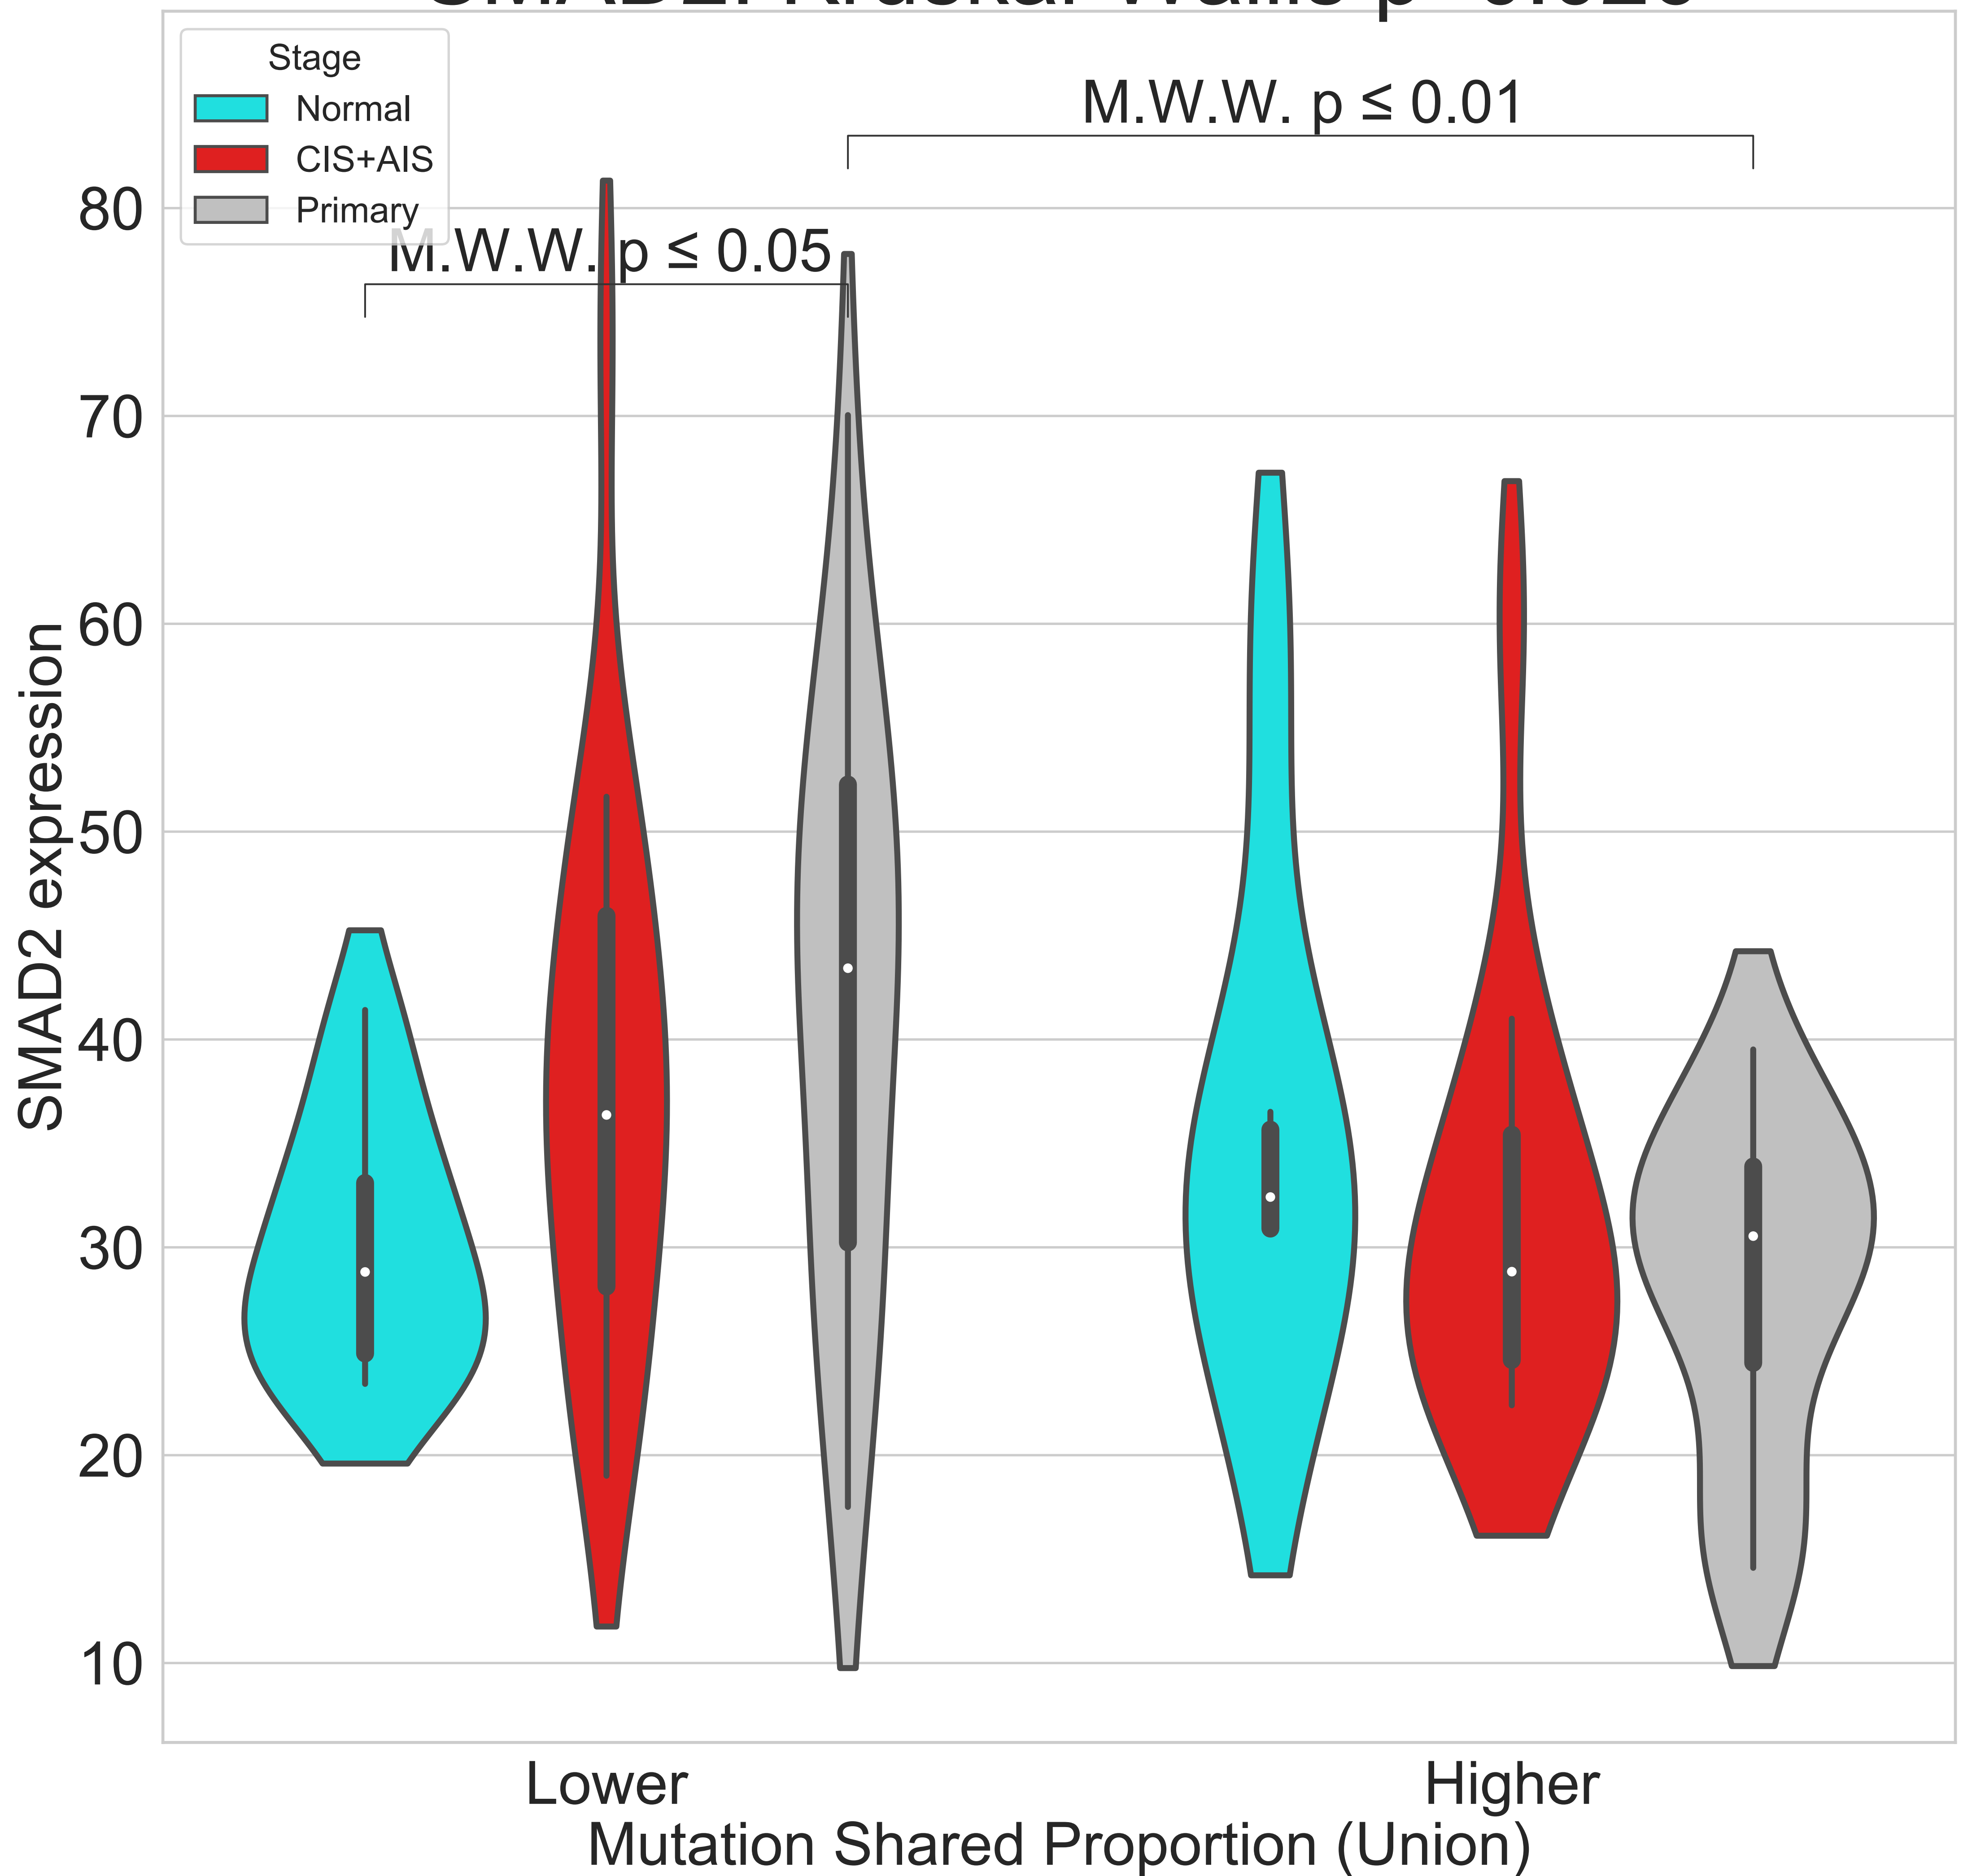 Stage
Normal
CIS+AIS
Primary
M.W.W. p ≤ 0.01
M.W.W. p ≤ 0.05
80
70
60
50
40
30
20
10
SMAD2 expression
Lower
Higher
Mutation Shared Proportion (Union)